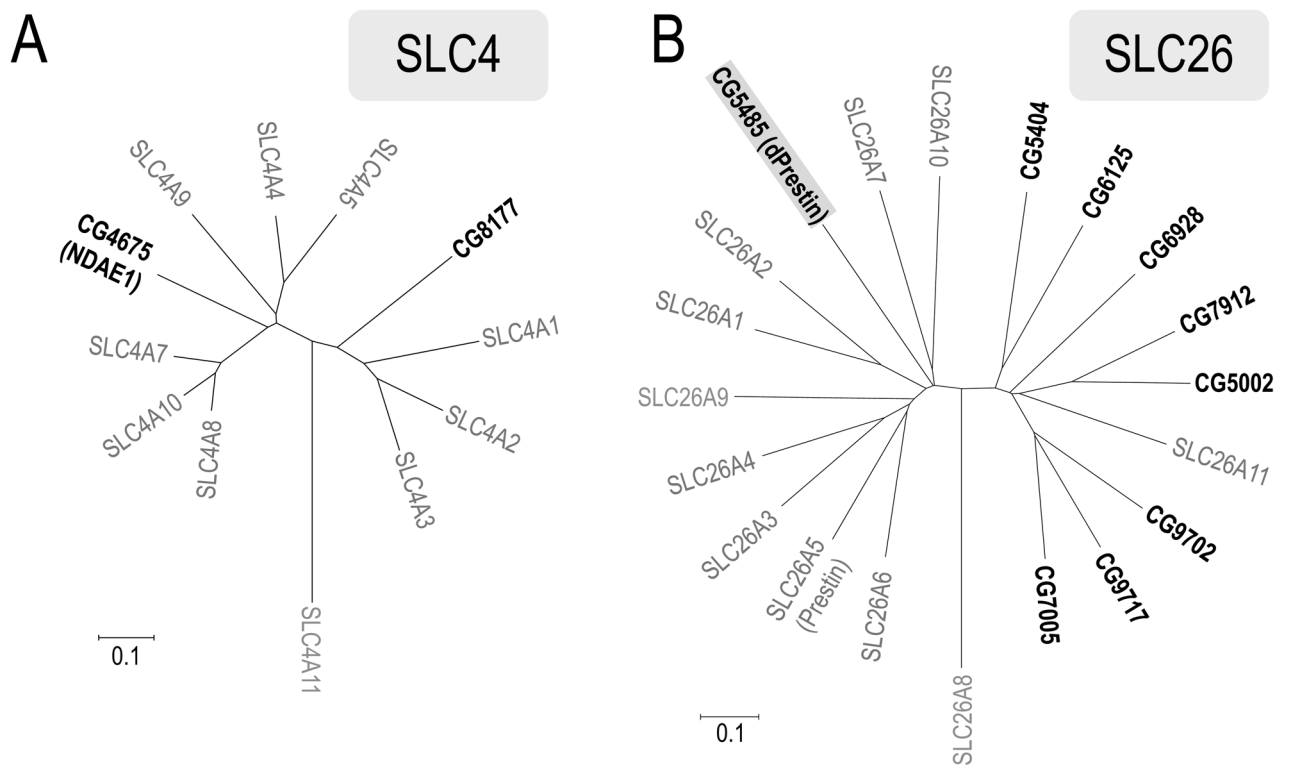 A
SLC4
SLC4A9
SLC4A4
SLC4A5
CG4675
(NDAE1)
CG8177
SLC4A7
SLC4A1
SLC4A10
SLC4A8
SLC4A2
SLC4A3
SLC4A11
0.1
B
SLC26
CG5485 (dPrestin)
SLC26A7
SLC26A10
CG5404
CG6125
SLC26A2
CG6928
SLC26A1
CG7912
SLC26A9
CG5002
SLC26A4
SLC26A11
SLC26A3
CG9702
SLC26A5
(Prestin)
SLC26A6
CG9717
CG7005
SLC26A8
0.1